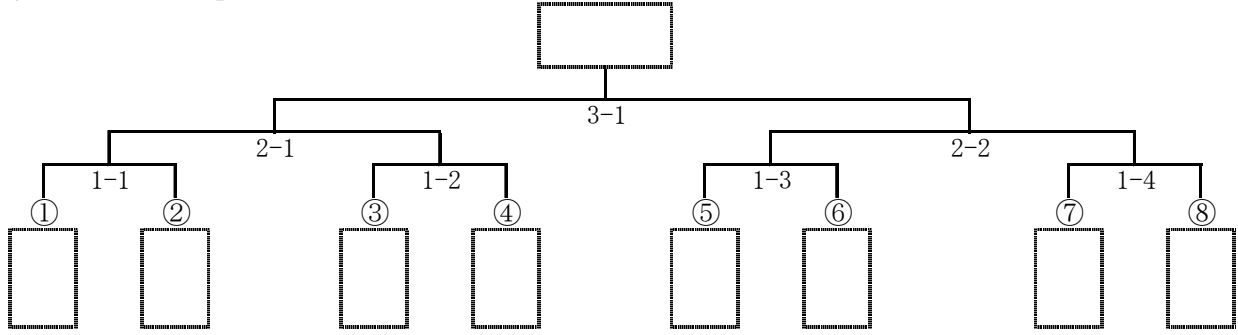 3-1
2-1 2-2
1-1 1-2 1-3 1-4
① ② ③ ④ ⑤ ⑥ ⑦ ⑧